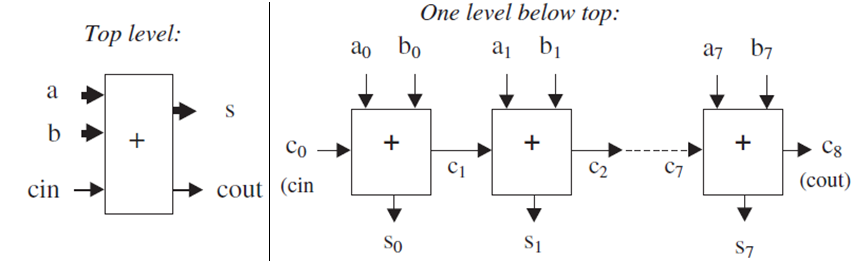 Top level:
a
b
cin
+
s
cout
One level below top:
a₀ b₀ a₁ b₁ a₇ b₇
c₀ + c₁ + c₂ c₇ + c₈
(cin (cout)
s₀ s₁ s₇